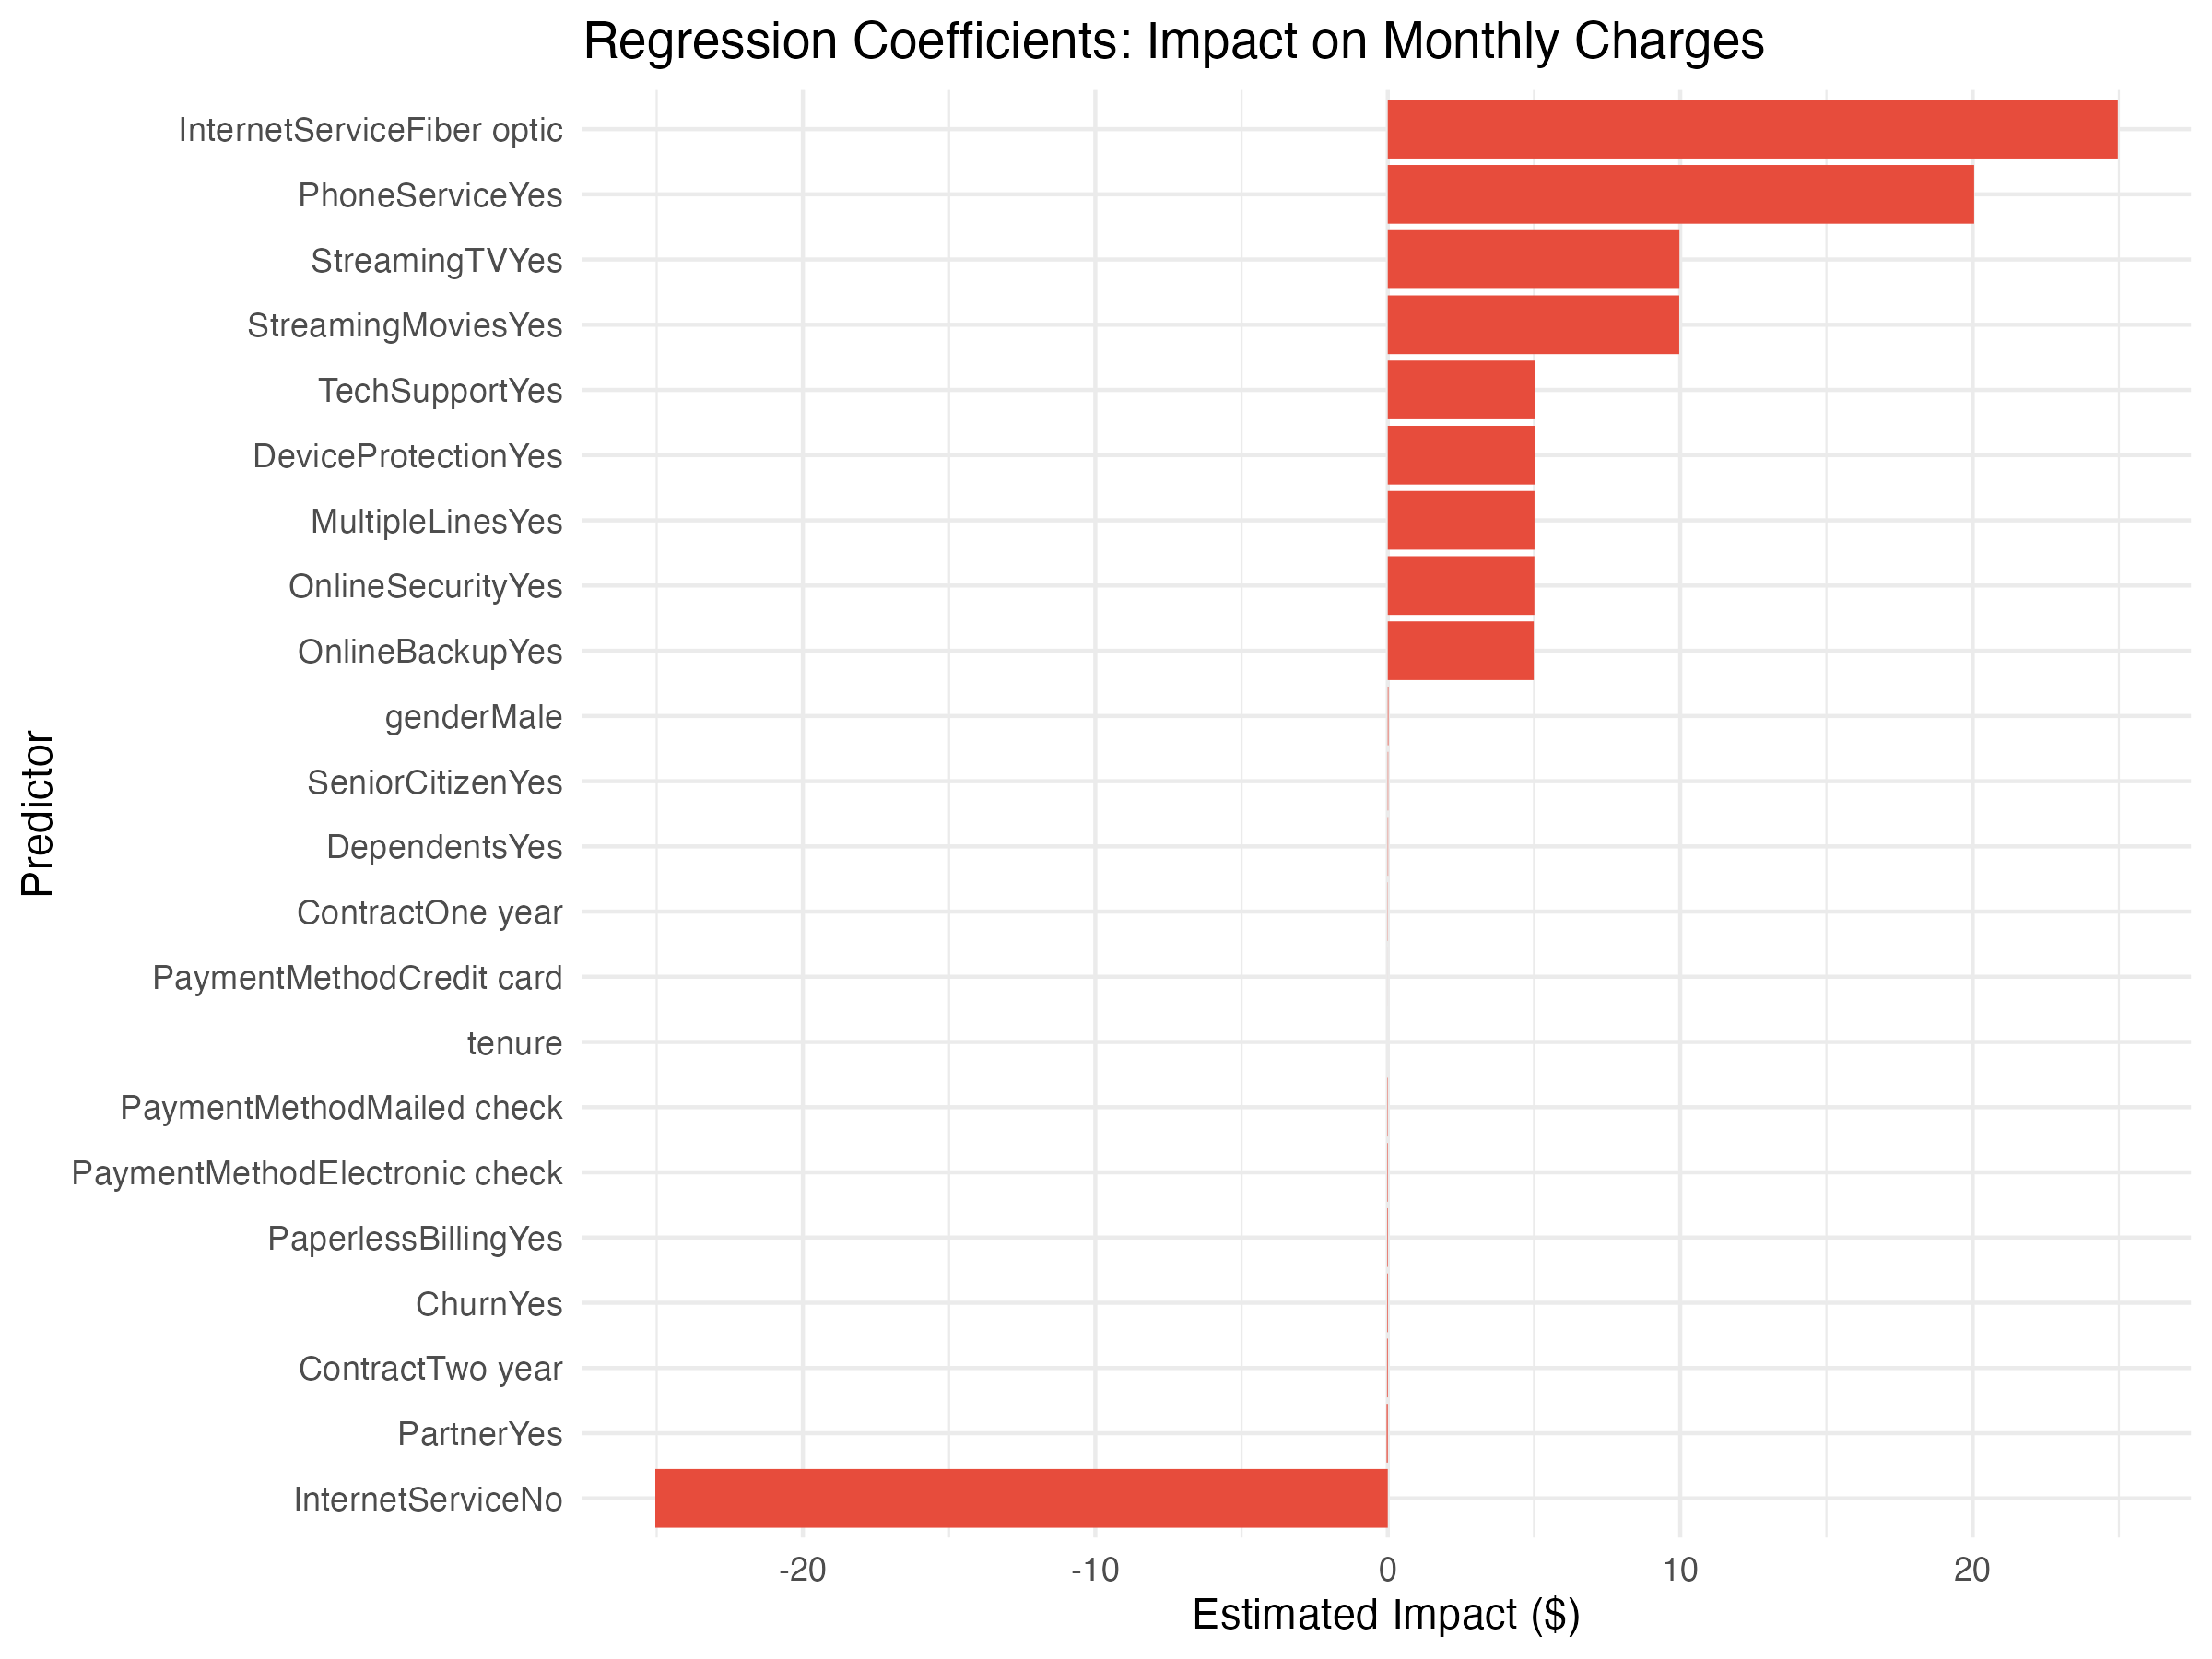 Regression Coefficients: Impact on Monthly Charges
InternetServiceFiber optic
PhoneServiceYes
StreamingTVYes
StreamingMoviesYes
TechSupportYes
DeviceProtectionYes
MultipleLinesYes
OnlineSecurityYes
OnlineBackupYes
genderMale
SeniorCitizenYes
DependentsYes
ContractOne year
PaymentMethodCredit card
tenure
PaymentMethodMailed check
PaymentMethodElectronic check
PaperlessBillingYes
ChurnYes
ContractTwo year
PartnerYes
InternetServiceNo
Predictor
-20 -10 0 10 20
Estimated Impact ($)